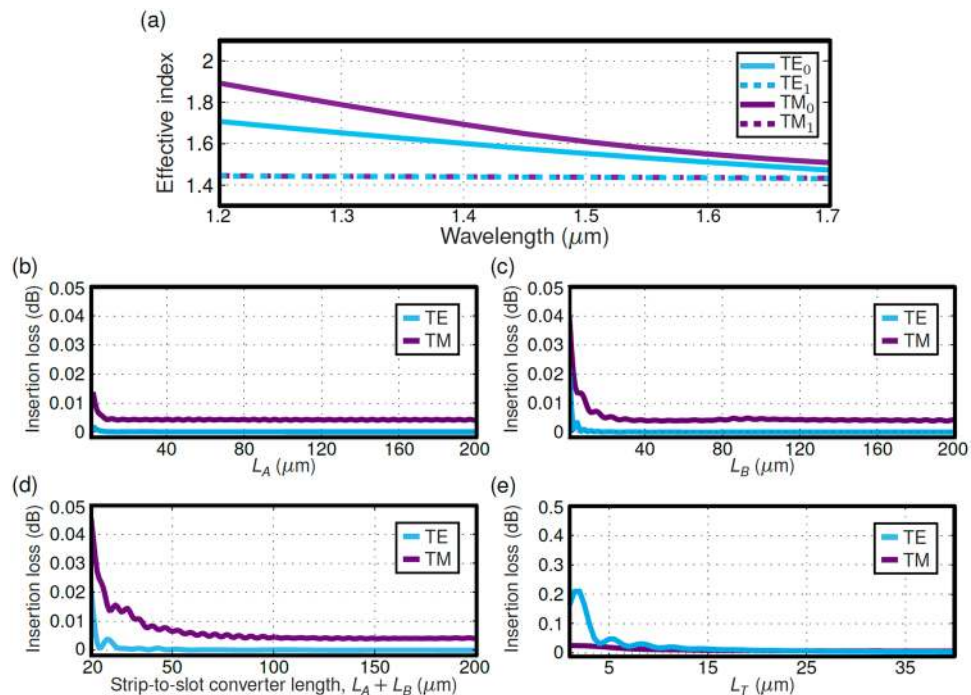 (a)
Effective index
2
1.8
1.6
1.4
1.2 1.3 1.4 1.5 1.6 1.7
Wavelength (μm)
TE₀
TE₁
TM₀
TM₁
(b)
Insertion loss (dB)
0.05
0.04
0.03
0.02
0.01
0
40 80 120 160 200
L_A (μm)
TE
TM
(c)
Insertion loss (dB)
0.05
0.04
0.03
0.02
0.01
0
40 80 120 160 200
L_B (μm)
TE
TM
(d)
Insertion loss (dB)
0.05
0.04
0.03
0.02
0.01
0
20 50 100 150 200
Strip-to-slot converter length, L_A + L_B (μm)
TE
TM
(e)
Insertion loss (dB)
0.5
0.4
0.3
0.2
0.1
0
5 15 25 35
L_T (μm)
TE
TM